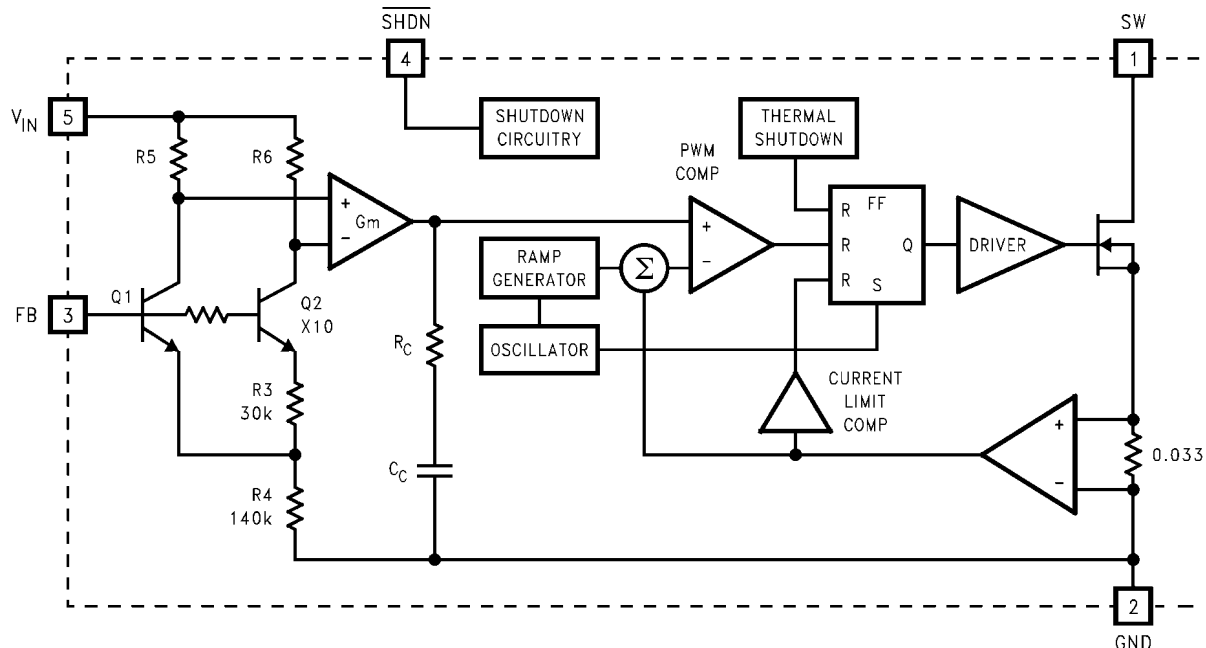 SHDN
SW
4
1
VIN
5
SHUTDOWN
CIRCUITRY
THERMAL
SHUTDOWN
R5
R6
PWM
COMP
+
Gm
−
+
−
R
FF
R
Q
R
S
DRIVER
RAMP
GENERATOR
Σ
FB
3
Q1
Q2
X10
OSCILLATOR
RC
R3
30k
CURRENT
LIMIT
COMP
+
−
0.033
CC
R4
140k
2
GND